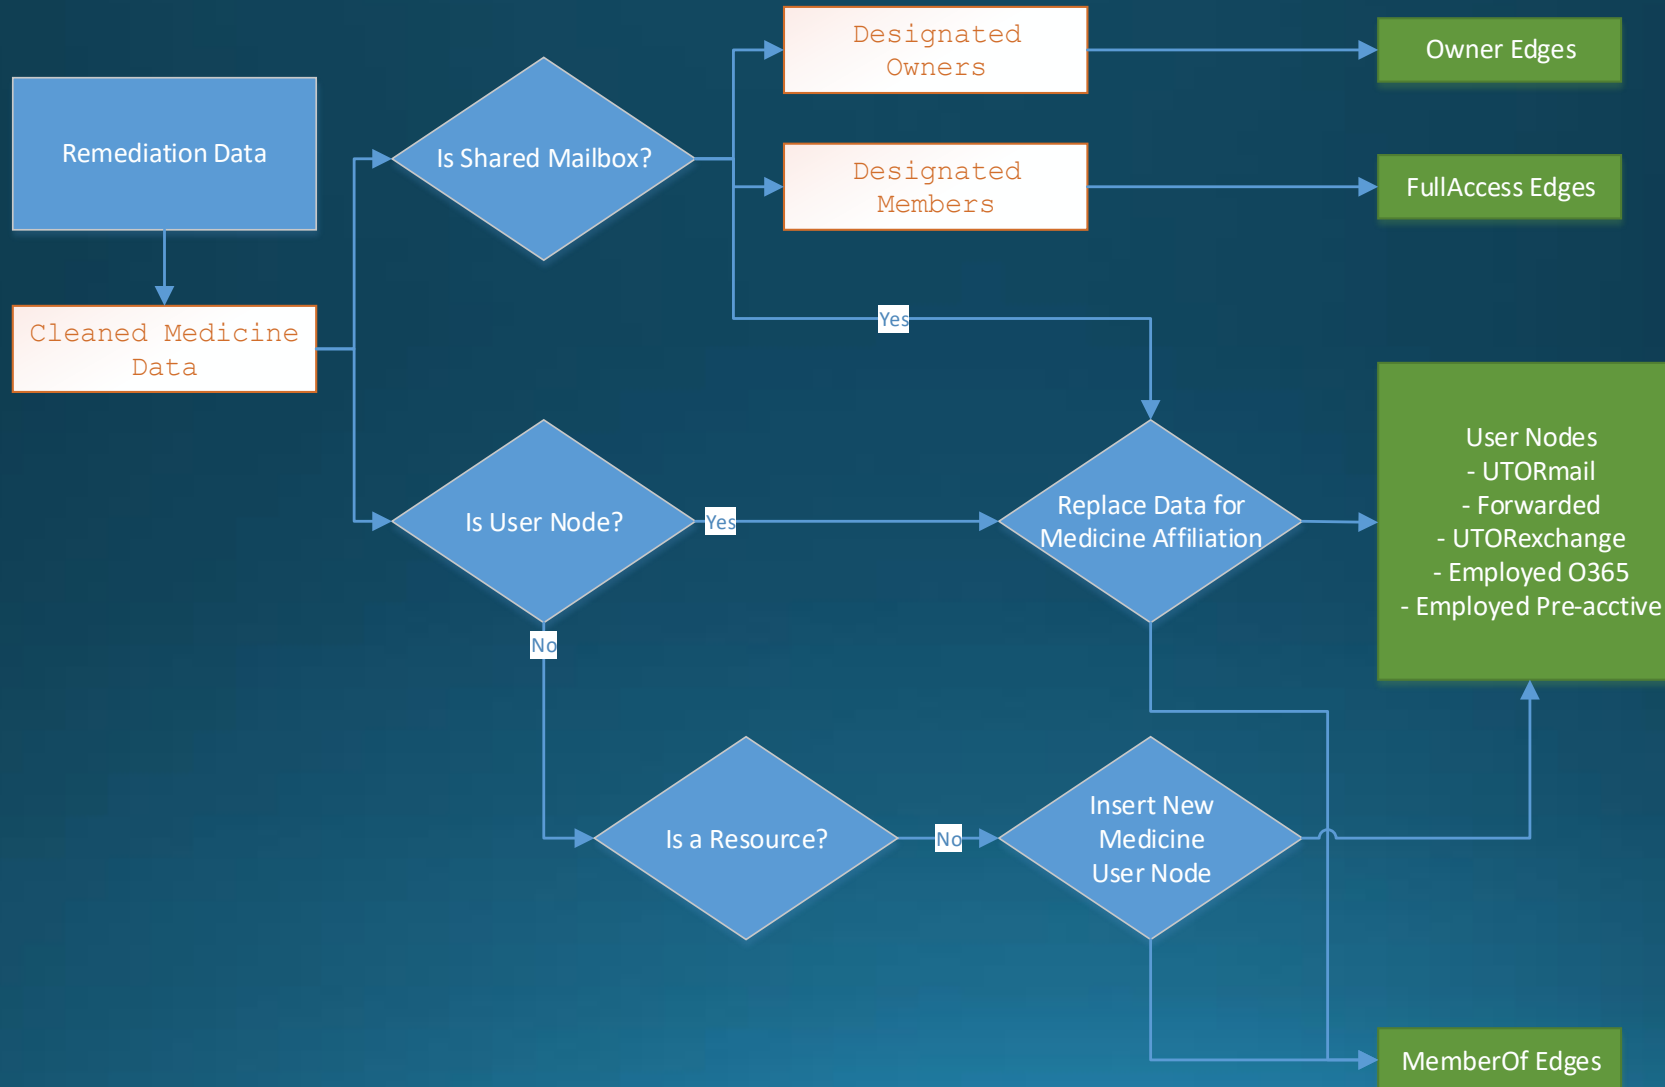 Remediation Data
Cleaned Medicine
Data
Is Shared Mailbox?
Designated
Owners
Designated
Members
Owner Edges
FullAccess Edges
Yes
Is User Node?
Yes
Replace Data for
Medicine Affiliation
User Nodes
- UTORmail
- Forwarded
- UTORexchange
- Employed O365
- Employed Pre-acctive
No
Is a Resource?
No
Insert New
Medicine
User Node
MemberOf Edges